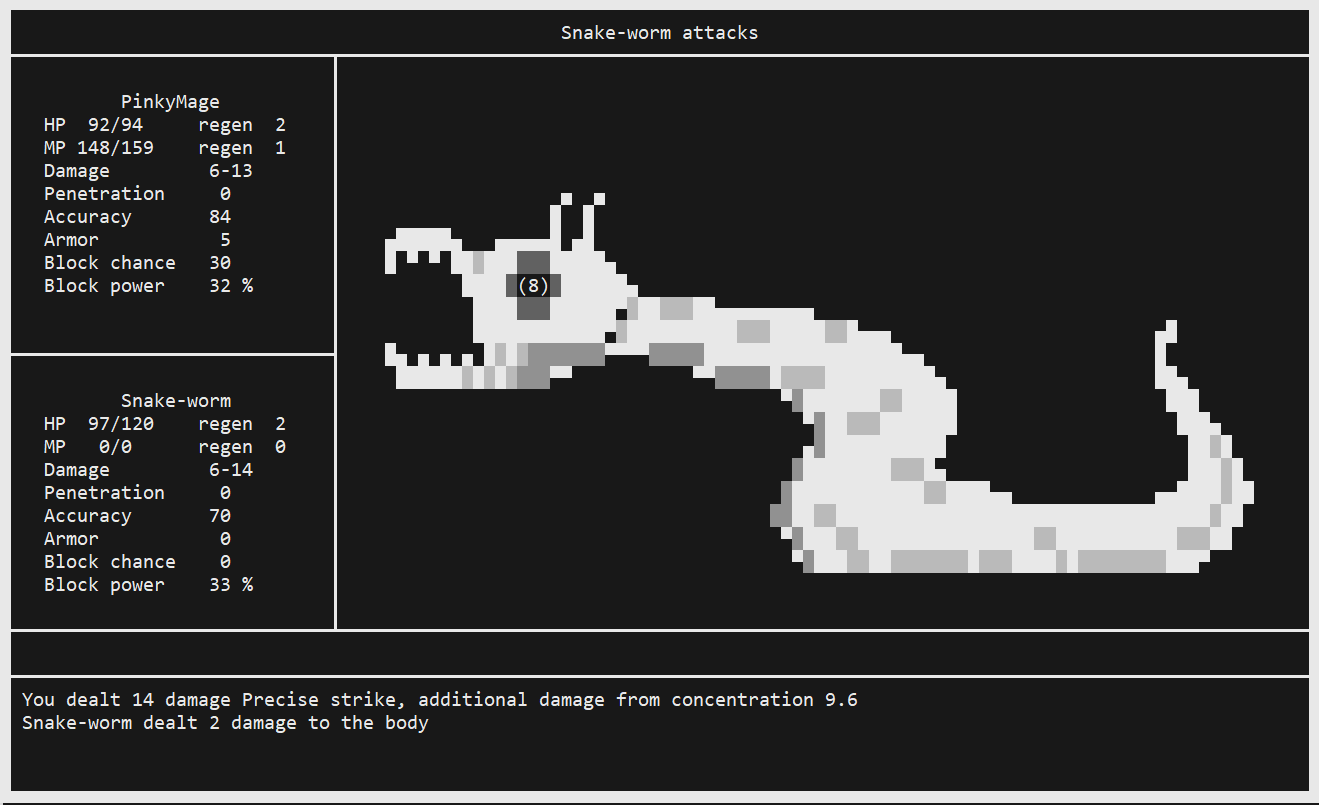 Snake-worm attacks
PinkyMage
HP 92/94 regen 2
MP 148/159 regen 1
Damage 6-13
Penetration 0
Accuracy 84
Armor 5
Block chance 30
Block power 32 %
(8)
Snake-worm
HP 97/120 regen 2
MP 0/0 regen 0
Damage 6-14
Penetration 0
Accuracy 70
Armor 0
Block chance 0
Block power 33 %
You dealt 14 damage Precise strike, additional damage from concentration 9.6
Snake-worm dealt 2 damage to the body